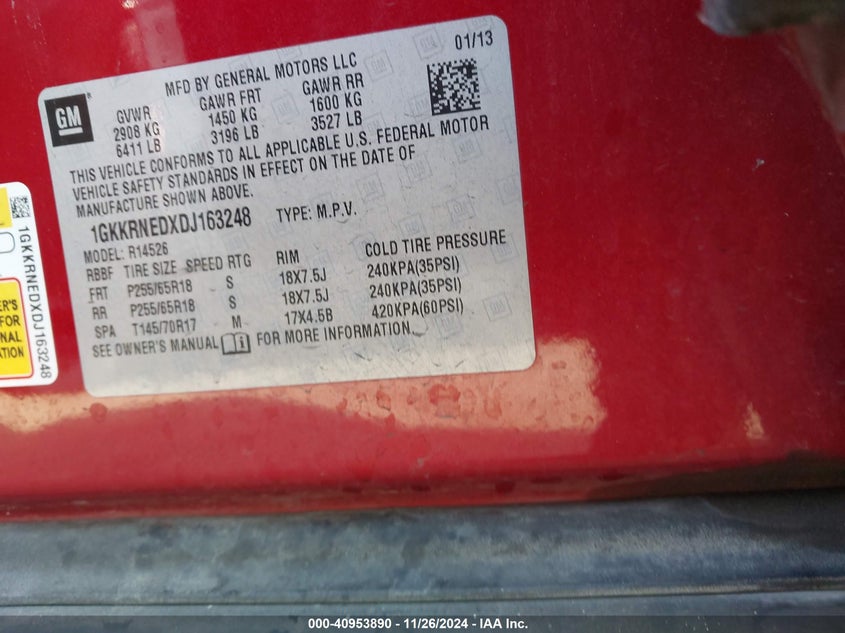 01/13
MFD BY GENERAL MOTORS LLC
GM
GVWR GAWR FRT GAWR RR
2908 KG 1450 KG 1600 KG
6411 LB 3196 LB 3527 LB
THIS VEHICLE CONFORMS TO ALL APPLICABLE U.S. FEDERAL MOTOR
VEHICLE SAFETY STANDARDS IN EFFECT ON THE DATE OF
MANUFACTURE SHOWN ABOVE.
1GKKRNEDXDJ163248 TYPE: M.P.V.
MODEL: R14526
RBBF TIRE SIZE SPEED RTG RIM COLD TIRE PRESSURE
FRT P255/65R18 S 18X7.5J 240KPA(35PSI)
RR P255/65R18 S 18X7.5J 240KPA(35PSI)
SPA T145/70R17 M 17X4.5B 420KPA(60PSI)
SEE OWNER'S MANUAL FOR MORE INFORMATION.
1GKKRNEDXDJ163248
FOR
000-40953890 - 11/26/2024 - IAA Inc.